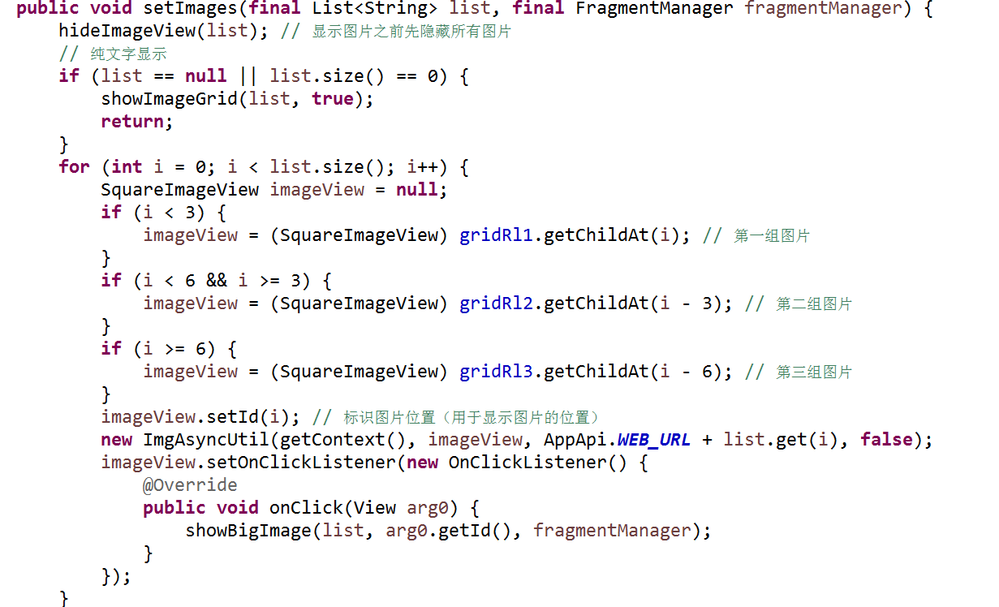 public void setImages(final List<String> list, final FragmentManager fragmentManager) {
    hideImageView(list); // 显示图片之前先隐藏所有图片
    // 纯文字显示
    if (list == null || list.size() == 0) {
        showImageGrid(list, true);
        return;
    }
    for (int i = 0; i < list.size(); i++) {
        SquareImageView imageView = null;
        if (i < 3) {
            imageView = (SquareImageView) gridRl1.getChildAt(i); // 第一组图片
        }
        if (i < 6 && i >= 3) {
            imageView = (SquareImageView) gridRl2.getChildAt(i - 3); // 第二组图片
        }
        if (i >= 6) {
            imageView = (SquareImageView) gridRl3.getChildAt(i - 6); // 第三组图片
        }
        imageView.setId(i); // 标识图片位置（用于显示图片的位置）
        new ImgAsyncUtil(getContext(), imageView, AppApi.WEB_URL + list.get(i), false);
        imageView.setOnClickListener(new OnClickListener() {
            @Override
            public void onClick(View arg0) {
                showBigImage(list, arg0.getId(), fragmentManager);
            }
        });
    }